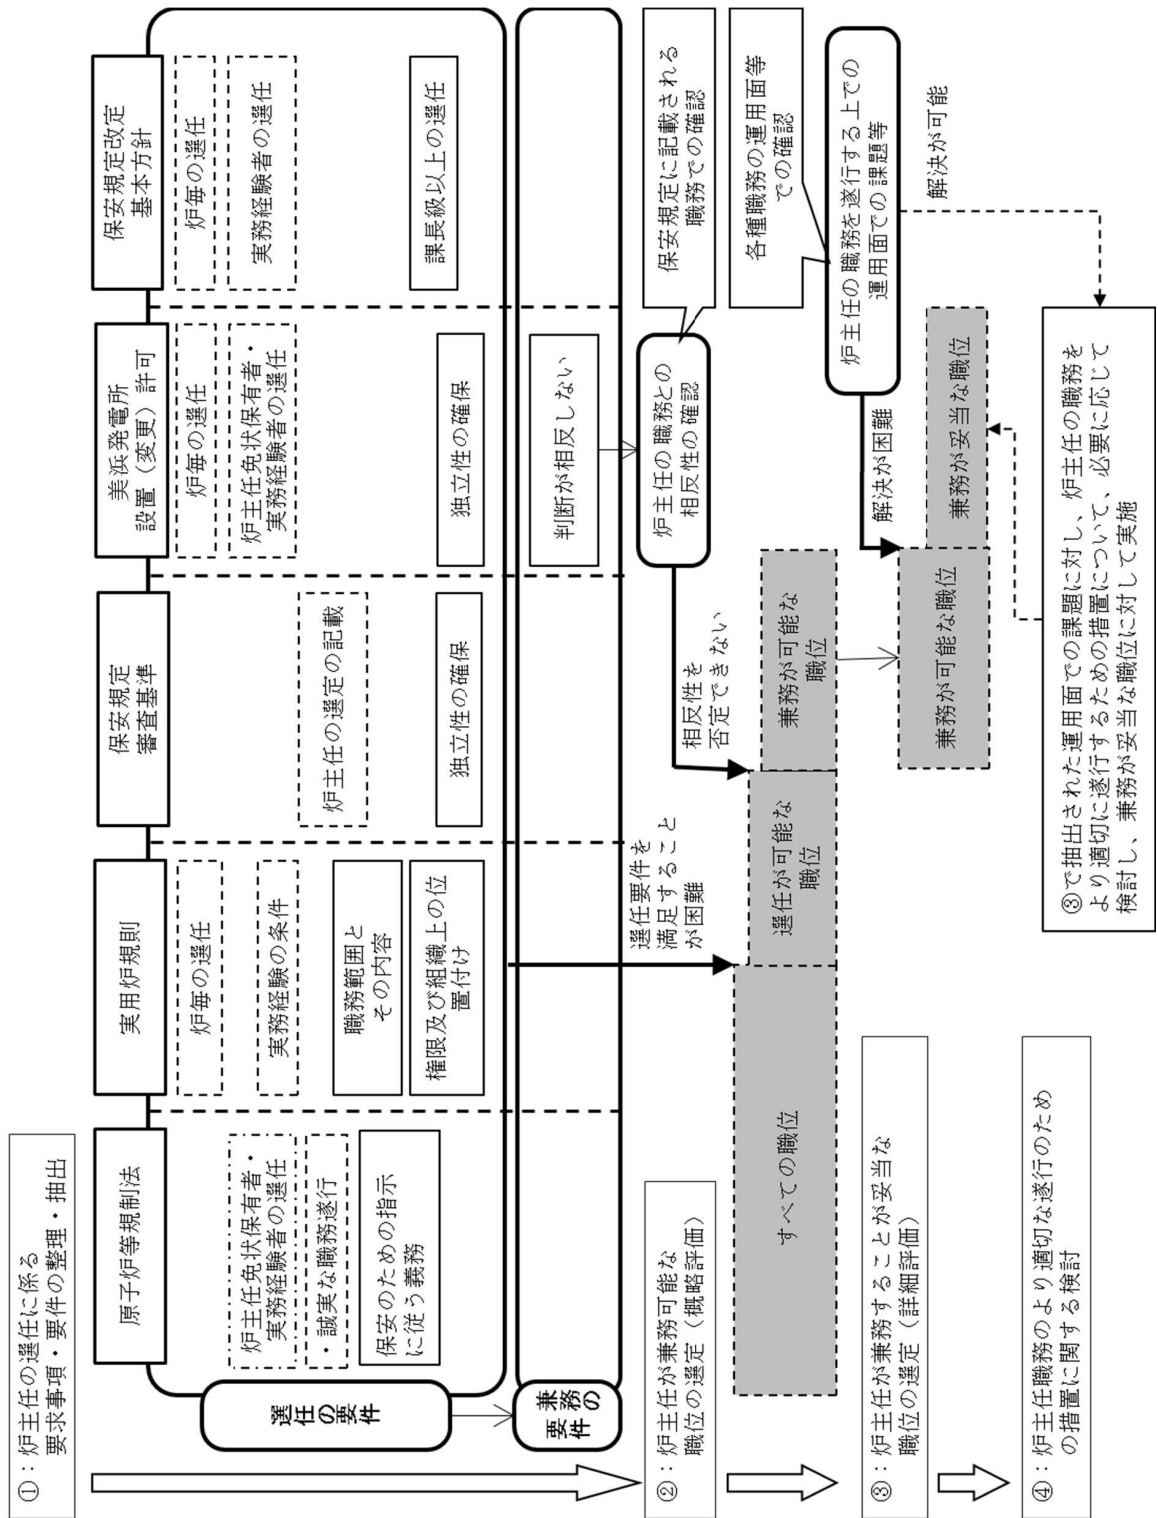 ①：炉主任の選任に係る
要求事項・要件の整理・抽出
原子炉等規制法
実用炉規則
保安規定
審査基準
美浜発電所
設置（変更）許可
保安規定改定
基本方針
選任の要件
炉主任免状保有者・
実務経験者の選任
・誠実な職務遂行
保安のための指示
に従う義務
炉毎の選任
実務経験の条件
職務範囲と
その内容
権限及び組織上の位
置付け
炉主任の選定の記載
独立性の確保
炉毎の選任
炉主任免状保有者・
実務経験者の選任
独立性の確保
炉毎の選任
実務経験者の選任
課長級以上の選任
兼務の
要件
判断が相反しない
②：炉主任が兼務可能な
職位の選定（概略評価）
選任要件を
満足すること
が困難
相反性を
否定できない
炉主任の職務との
相反性の確認
保安規定に記載される
職務での確認
すべての職位
選任が可能な
職位
兼務が可能な
職位
各種職務の運用面等
での確認
③：炉主任が兼務することが妥当な
職位の選定（詳細評価）
炉主任の職務を遂行する上での
運用面での課題等
解決が困難
解決が可能
兼務が可能な職位
兼務が妥当な職位
④：炉主任職務のより適切な遂行のため
の措置に関する検討
③で抽出された運用面での課題に対し、炉主任の職務を
より適切に遂行するための措置について、必要に応じて
検討し、兼務が妥当な職位に対して実施